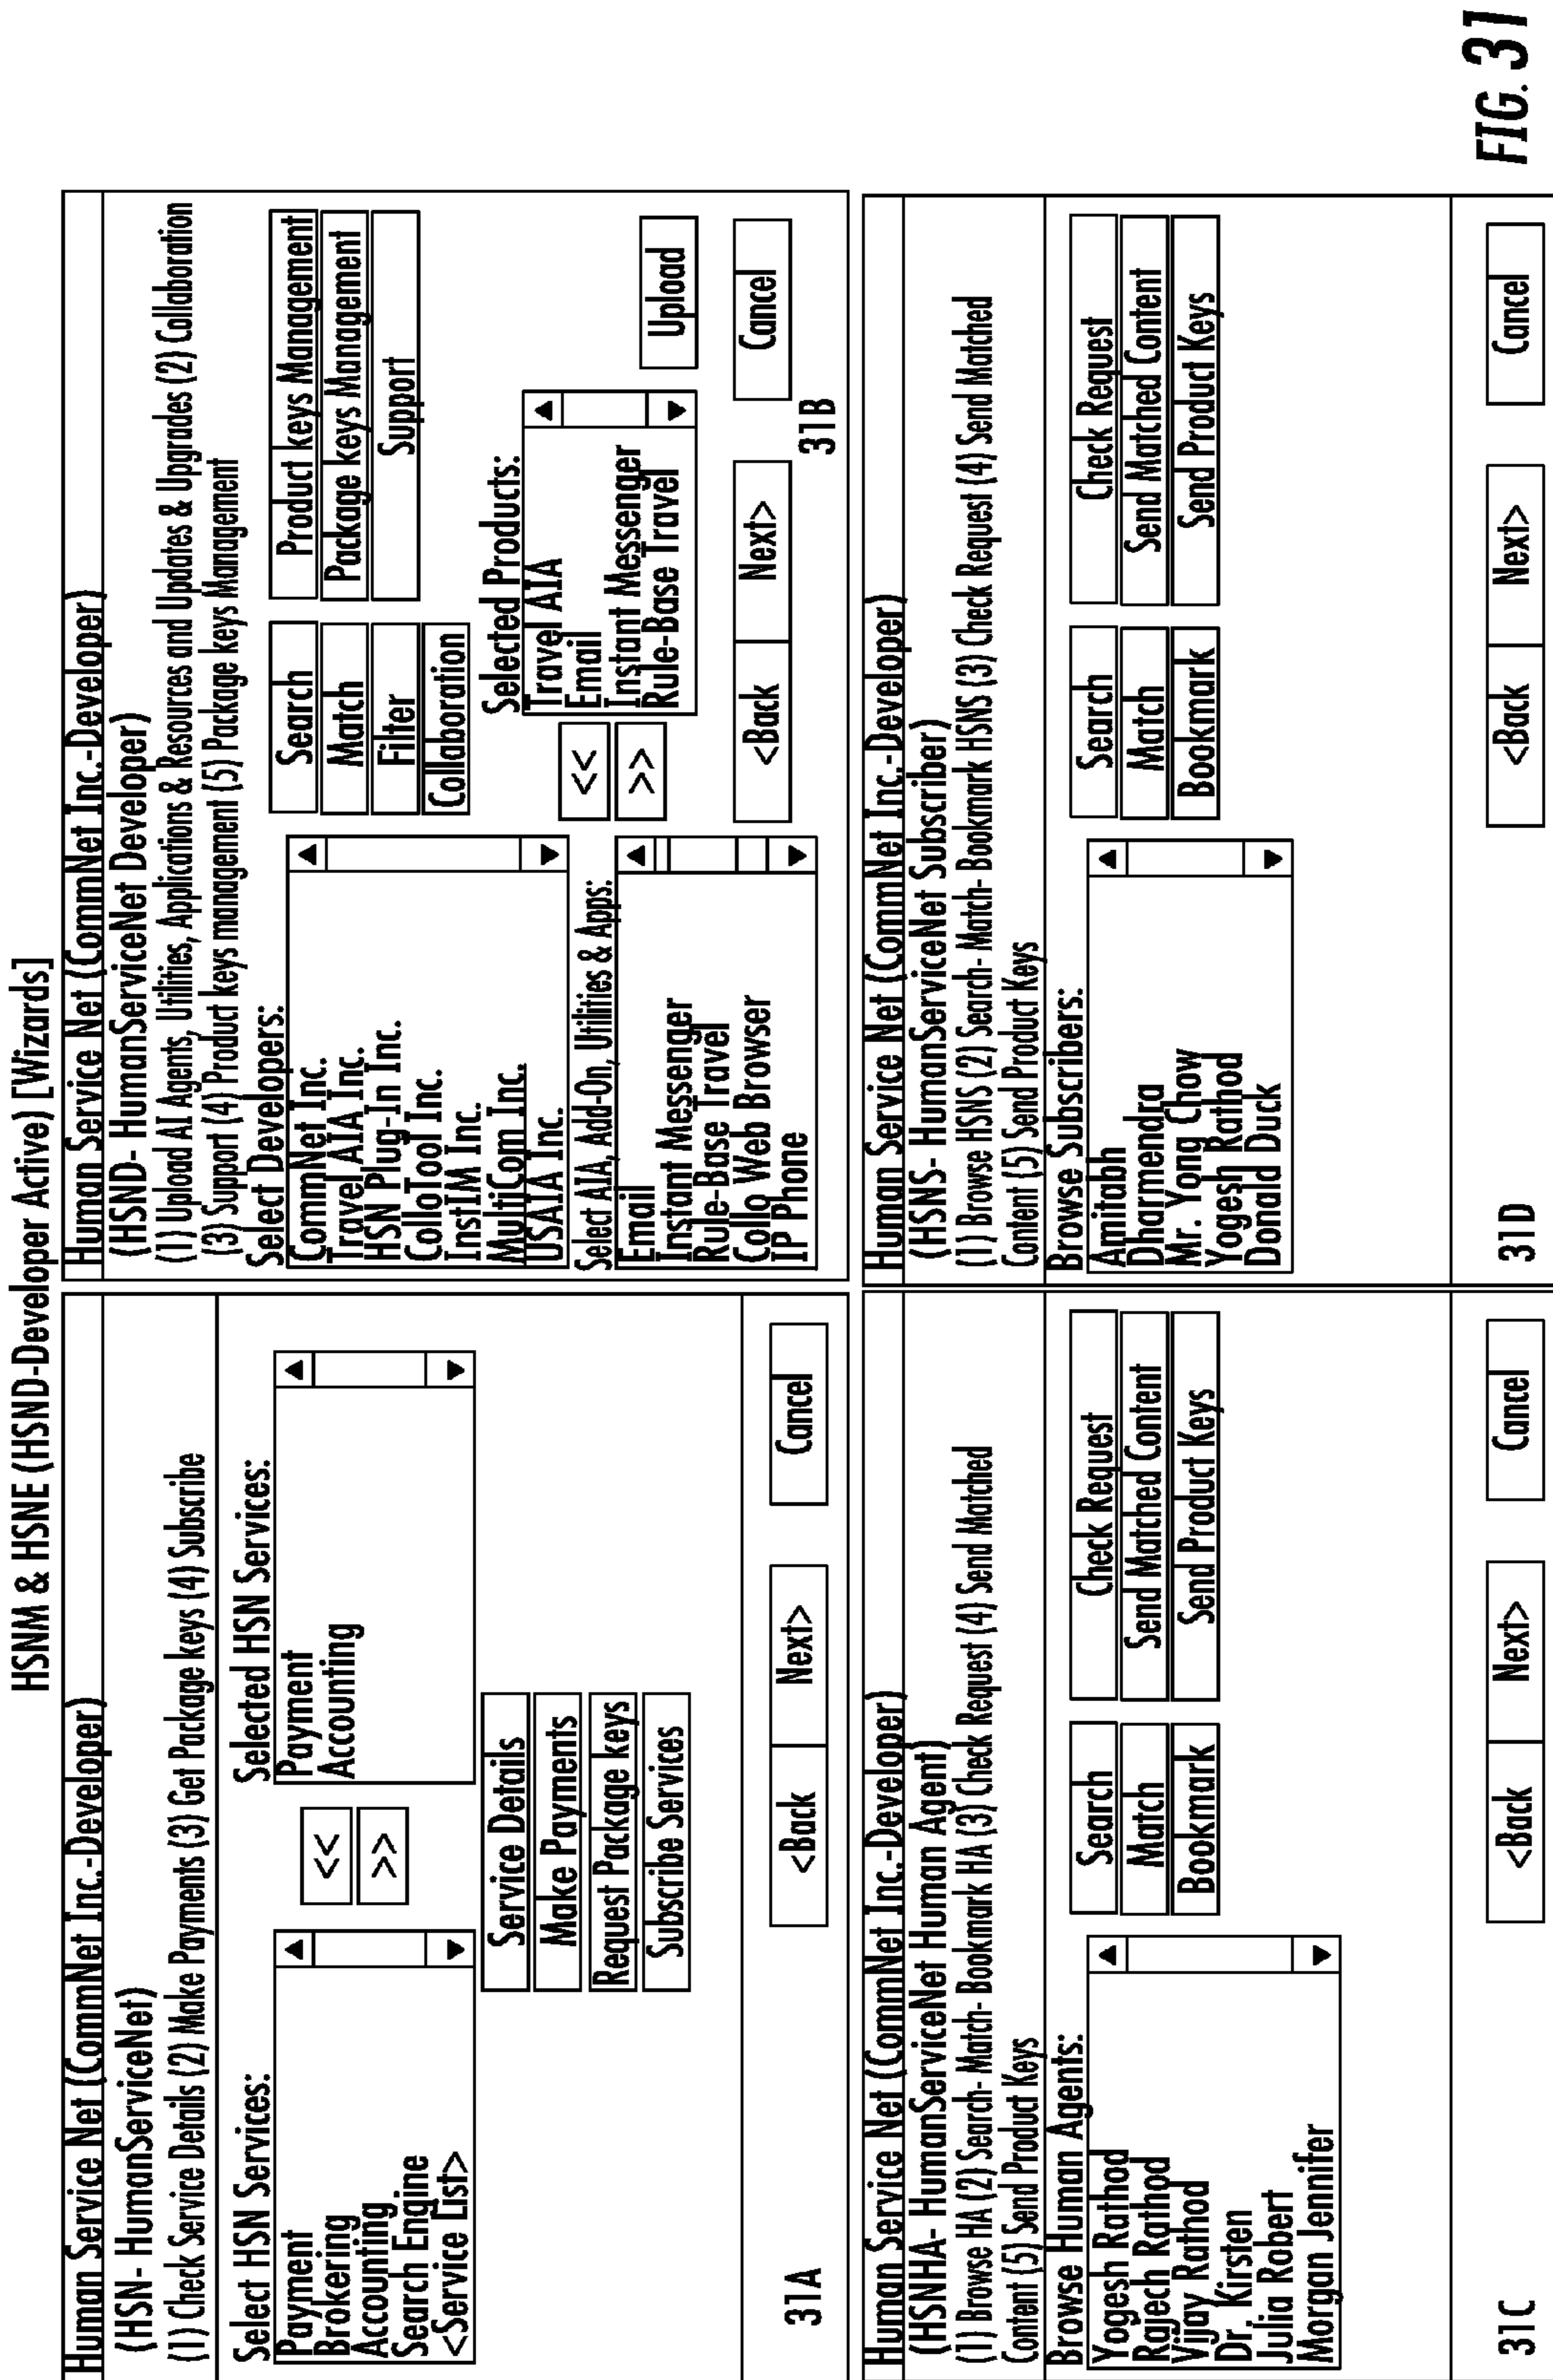 HSNM & HSNE (HSND-Developer Active) [Wizards]
Human Service Net (CommNet Inc.-Developer)
(HSN- HumanServiceNet)
(1) Check Service Details (2) Make Payments (3) Get Package keys (4) Subscribe
Select HSN Services:
Payment
Brokering
Accounting
Search Engine
<Service List>
<<
>>
Selected HSN Services:
Payment
Accounting
Service Details
Make Payments
Request Package keys
Subscribe Services
31A
<Back
Next>
Cancel
Human Service Net (CommNet Inc.-Developer)
(HSND- HumanServiceNet Developer)
(1) Upload AI Agents, Utilities, Applications & Resources and Updates & Upgrades (2) Collaboration
(3) Support (4) Product keys management (5) Package keys Management
Select Developers:
CommNet Inc.
Travel AIA Inc.
HSN Plug-In Inc.
ColloTool Inc.
InstIM Inc.
MultiCom Inc.
USAIA Inc.
Search
Match
Filter
Collaboration
Product keys Management
Package keys Management
Support
Select AIA, Add-On, Utilities & Apps:
Email
Instant Messenger
Rule-Base Travel
Collo Web Browser
IP Phone
<<
>>
Selected Products:
Travel AIA
Email
Instant Messenger
Rule-Base Travel
Upload
<Back
Next>
Cancel
31B
Human Service Net (CommNet Inc.-Developer)
(HSNHA- HumanServiceNet Human Agent)
(1) Browse HA (2) Search- Match- Bookmark HA (3) Check Request (4) Send Matched
Content (5) Send Product Keys
Browse Human Agents:
Yogesh Rathod
Rajech Rathod
Vijay Rathod
Dr. Kirsten
Julia Robert
Morgan Jennifer
Search
Match
Bookmark
Check Request
Send Matched Content
Send Product Keys
31C
<Back
Next>
Cancel
Human Service Net (CommNet Inc.-Developer)
(HSNS- HumanServiceNet Subscriber)
(1) Browse HSNS (2) Search- Match- Bookmark HSNS (3) Check Request (4) Send Matched
Content (5) Send Product Keys
Browse Subscribers:
Amitabh
Dharmendra
Mr. Yong Chow
Yogesh Rathod
Donald Duck
Search
Match
Bookmark
Check Request
Send Matched Content
Send Product Keys
31D
<Back
Next>
Cancel
FIG. 31